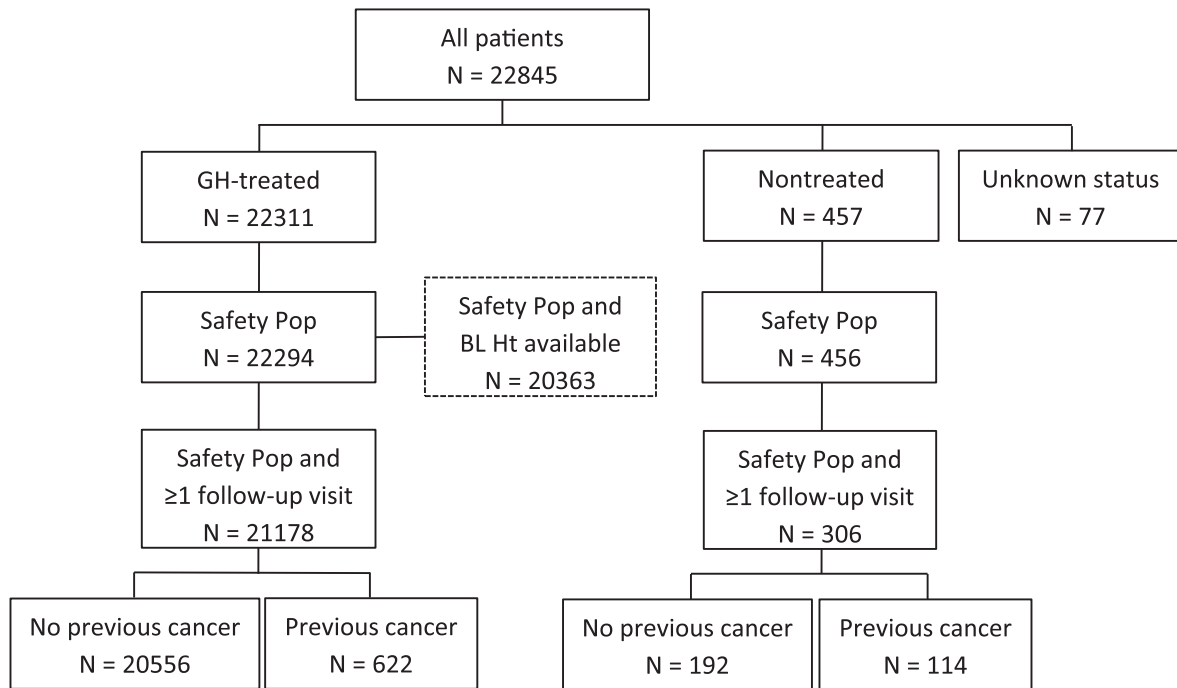 All patients
N = 22845
GH-treated
N = 22311
Nontreated
N = 457
Unknown status
N = 77
Safety Pop
N = 22294
Safety Pop and
BL Ht available
N = 20363
Safety Pop
N = 456
Safety Pop and
≥1 follow-up visit
N = 21178
Safety Pop and
≥1 follow-up visit
N = 306
No previous cancer
N = 20556
Previous cancer
N = 622
No previous cancer
N = 192
Previous cancer
N = 114